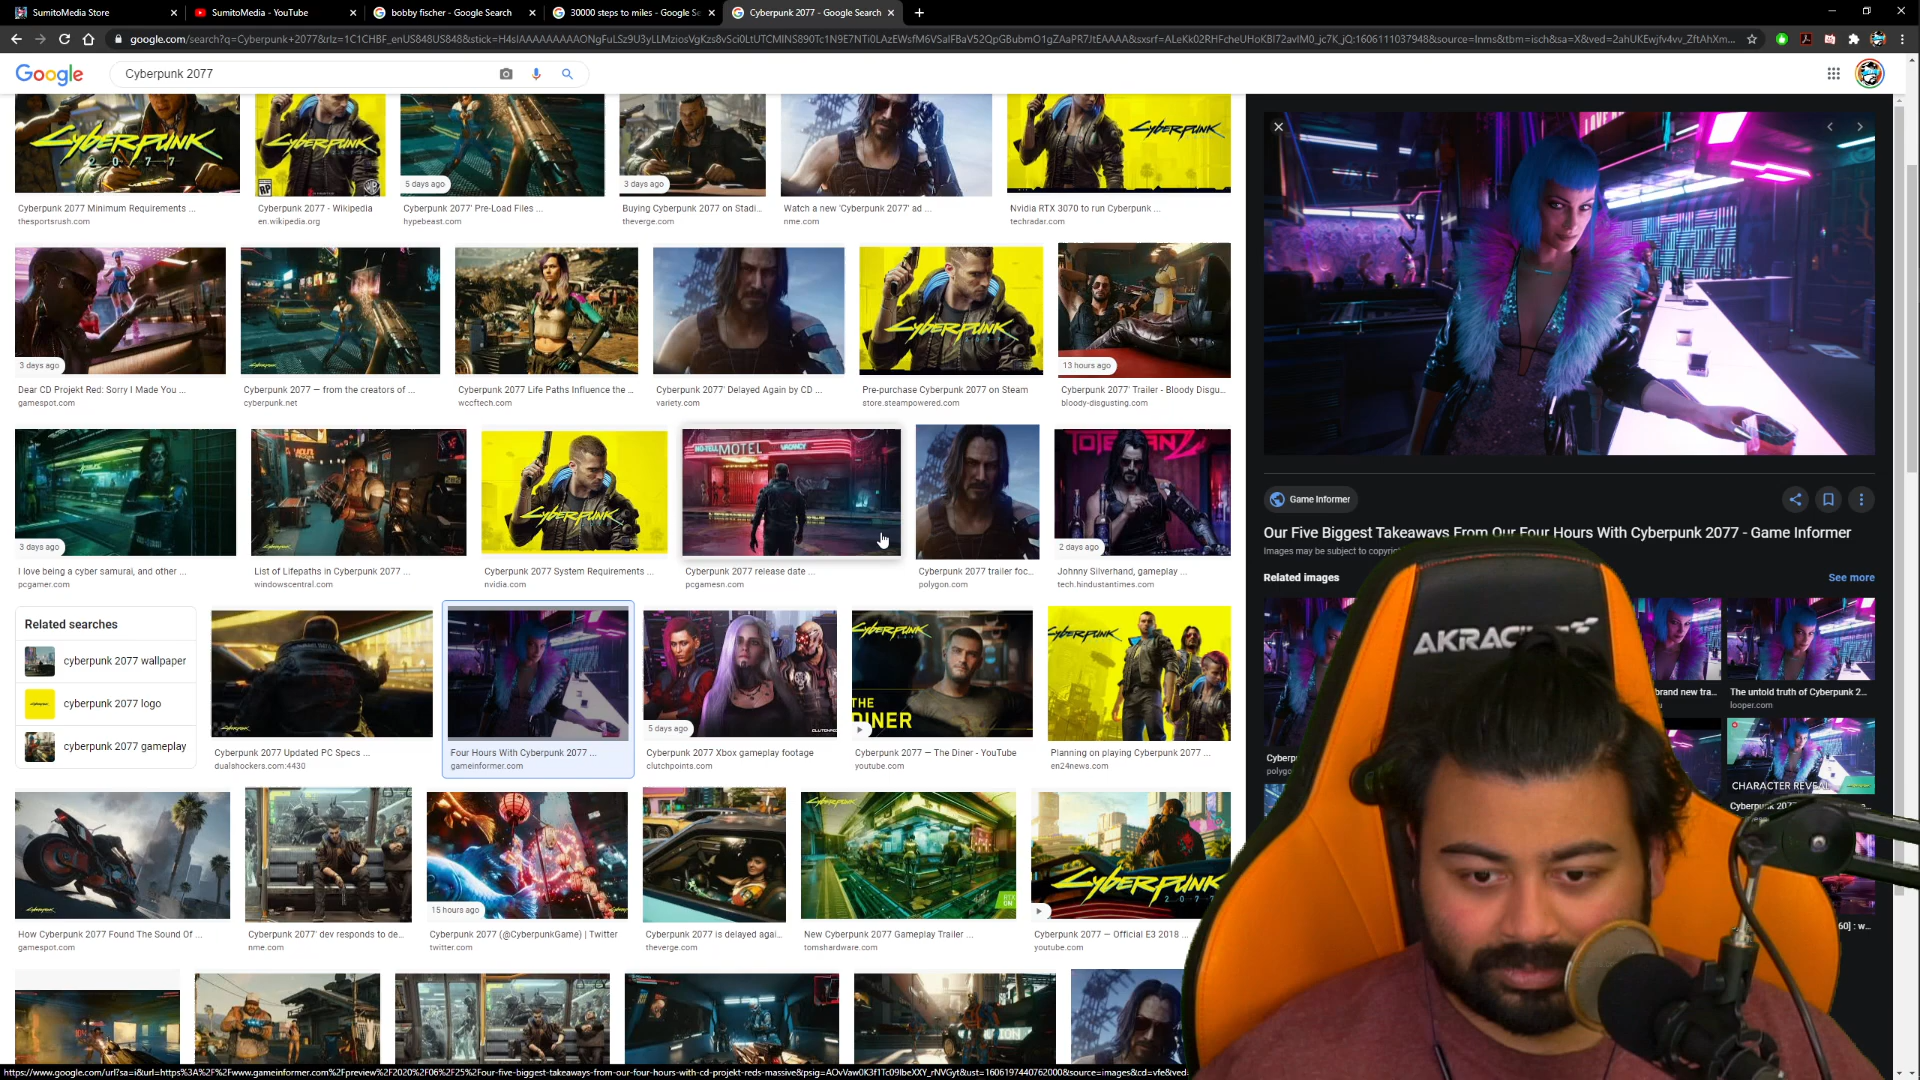 SumitoMedia Store
SumitoMedia - YouTube
bobby fischer - Google Search
30000 steps to miles - Google Se
Cyberpunk 2077 - Google Search
Google
Cyberpunk 2077
Cyberpunk 2077 Minimum Requirements ...
thesportsrush.com
Cyberpunk 2077 - Wikipedia
en.wikipedia.org
5 days ago
Cyberpunk 2077' Pre-Load Files ...
hypebeast.com
3 days ago
Buying Cyberpunk 2077 on Stadi...
theverge.com
Watch a new 'Cyberpunk 2077' ad ...
nme.com
Nvidia RTX 3070 to run Cyberpunk ...
techradar.com
3 days ago
Dear CD Projekt Red: Sorry I Made You ...
gamespot.com
Cyberpunk 2077 — from the creators of ...
cyberpunk.net
Cyberpunk 2077 Life Paths Influence the ...
wccftech.com
Cyberpunk 2077' Delayed Again by CD ...
variety.com
Pre-purchase Cyberpunk 2077 on Steam
store.steampowered.com
13 hours ago
Cyberpunk 2077' Trailer - Bloody Disgu...
bloody-disgusting.com
3 days ago
I love being a cyber samurai, and other ...
pcgamer.com
List of Lifepaths in Cyberpunk 2077 ...
windowscentral.com
Cyberpunk 2077 System Requirements ...
nvidia.com
NO-TELL MOTEL VACANCY
Cyberpunk 2077 release date ...
pcgamesn.com
Cyberpunk 2077 trailer foc...
polygon.com
2 days ago
Johnny Silverhand, gameplay ...
tech.hindustantimes.com
Related searches
cyberpunk 2077 wallpaper
cyberpunk 2077 logo
cyberpunk 2077 gameplay
Cyberpunk 2077 Updated PC Specs ...
dualshockers.com:4430
Four Hours With Cyberpunk 2077 ...
gameinformer.com
5 days ago
Cyberpunk 2077 Xbox gameplay footage
clutchpoints.com
THE DINER
Cyberpunk 2077 — The Diner - YouTube
youtube.com
Planning on playing Cyberpunk 2077 ...
en24news.com
How Cyberpunk 2077 Found The Sound Of ...
gamespot.com
Cyberpunk 2077' dev responds to de...
nme.com
15 hours ago
Cyberpunk 2077 (@CyberpunkGame) | Twitter
twitter.com
Cyberpunk 2077 is delayed agai...
theverge.com
New Cyberpunk 2077 Gameplay Trailer ...
tomshardware.com
Cyberpunk 2077 — Official E3 2018 ...
youtube.com
Game Informer
Our Five Biggest Takeaways From Our Four Hours With Cyberpunk 2077 - Game Informer
Images may be subject to
Related images
See more
brand new tra...
The untold truth of Cyberpunk 2...
looper.com
CHARACTER REVEAL
AKRACING